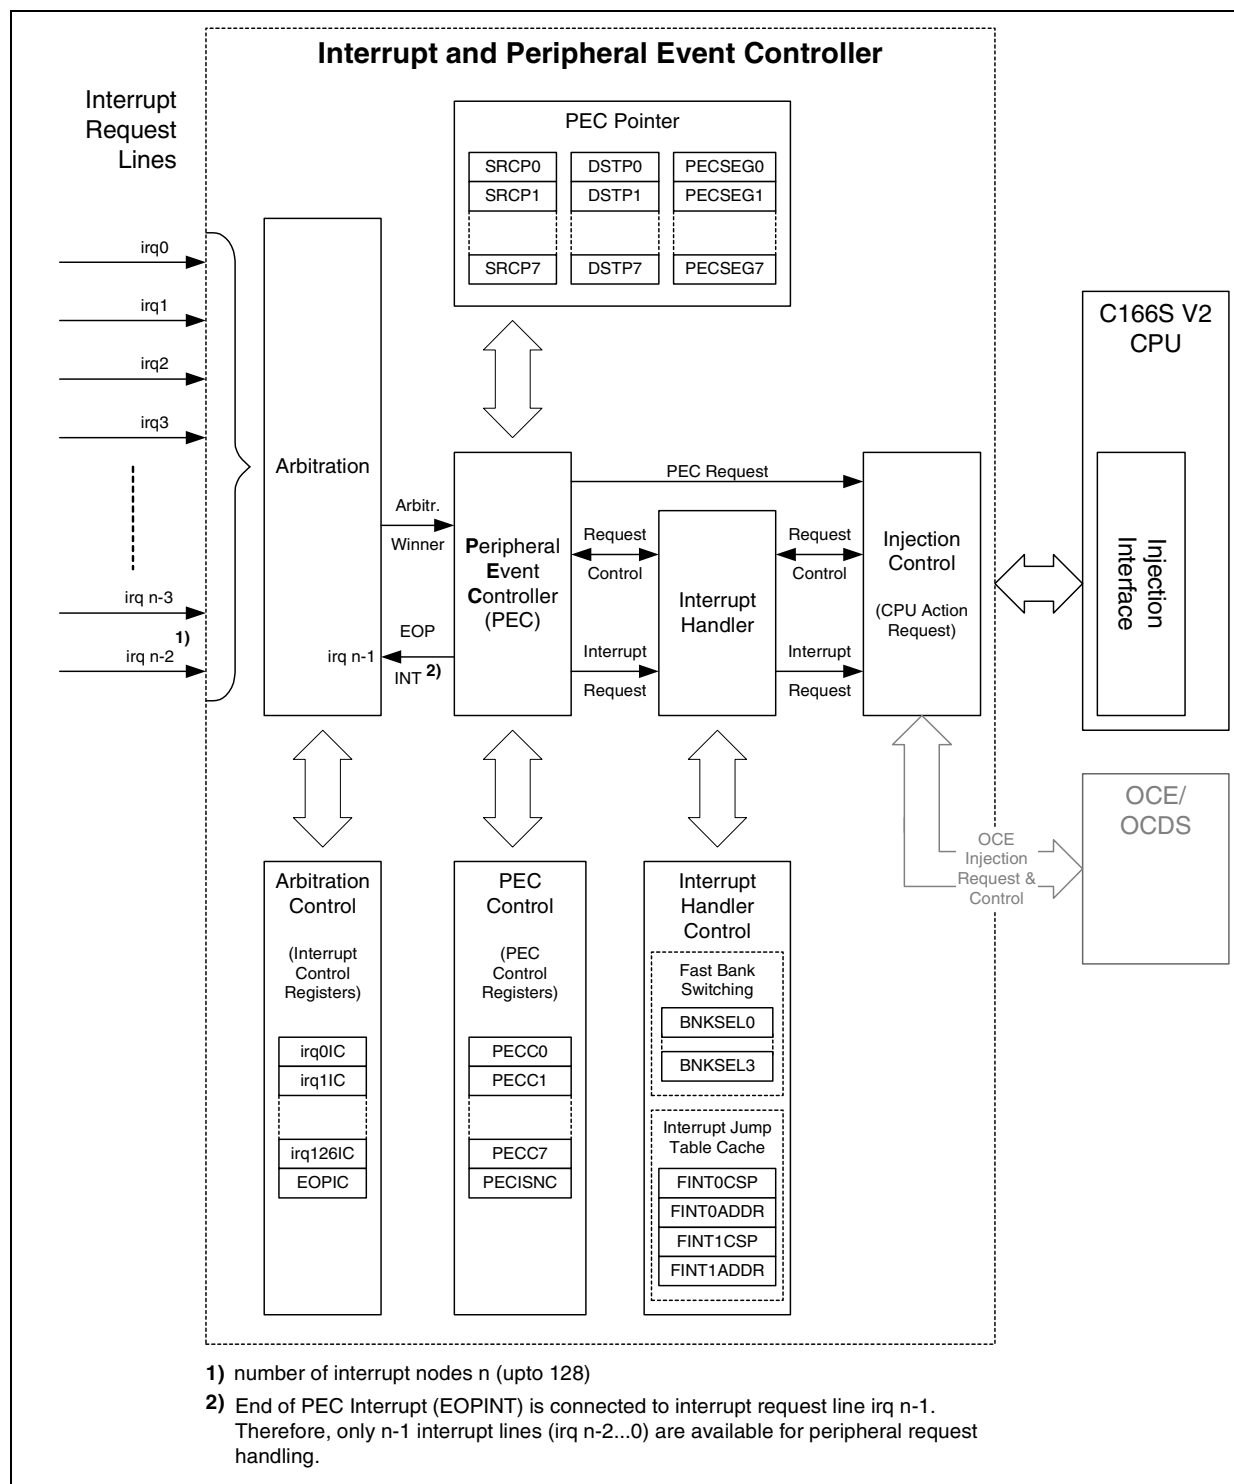 Interrupt and Peripheral Event Controller
Interrupt
Request
Lines
irq0
irq1
irq2
irq3
irq n-3
1)
irq n-2
PEC Pointer
SRCP0 DSTP0 PECSEG0
SRCP1 DSTP1 PECSEG1
SRCP7 DSTP7 PECSEG7
Arbitration
irq n-1
Arbitr.
Winner
EOP
INT 2)
Peripheral
Event
Controller
(PEC)
PEC Request
Request
Control
Interrupt
Request
Interrupt
Handler
Request
Control
Interrupt
Request
Injection
Control
(CPU Action
Request)
C166S V2
CPU
Injection
Interface
OCE/
OCDS
OCE
Injection
Request &
Control
Arbitration
Control
(Interrupt
Control
Registers)
irq0IC
irq1IC
irq126IC
EOPIC
PEC
Control
(PEC
Control
Registers)
PECC0
PECC1
PECC7
PECISNC
Interrupt
Handler
Control
Fast Bank
Switching
BNKSEL0
BNKSEL3
Interrupt Jump
Table Cache
FINT0CSP
FINT0ADDR
FINT1CSP
FINT1ADDR
1) number of interrupt nodes n (upto 128)
2) End of PEC Interrupt (EOPINT) is connected to interrupt request line irq n-1.
Therefore, only n-1 interrupt lines (irq n-2...0) are available for peripheral request
handling.